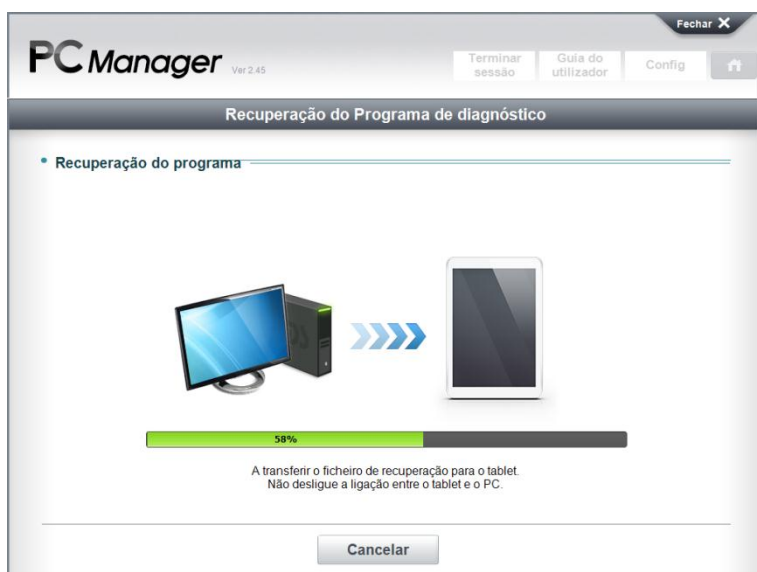 Fechar X
PC Manager Ver 2.45
Terminar sessão
Guia do utilizador
Config
Recuperação do Programa de diagnóstico
Recuperação do programa
58%
A transferir o ficheiro de recuperação para o tablet.
Não desligue a ligação entre o tablet e o PC.
Cancelar